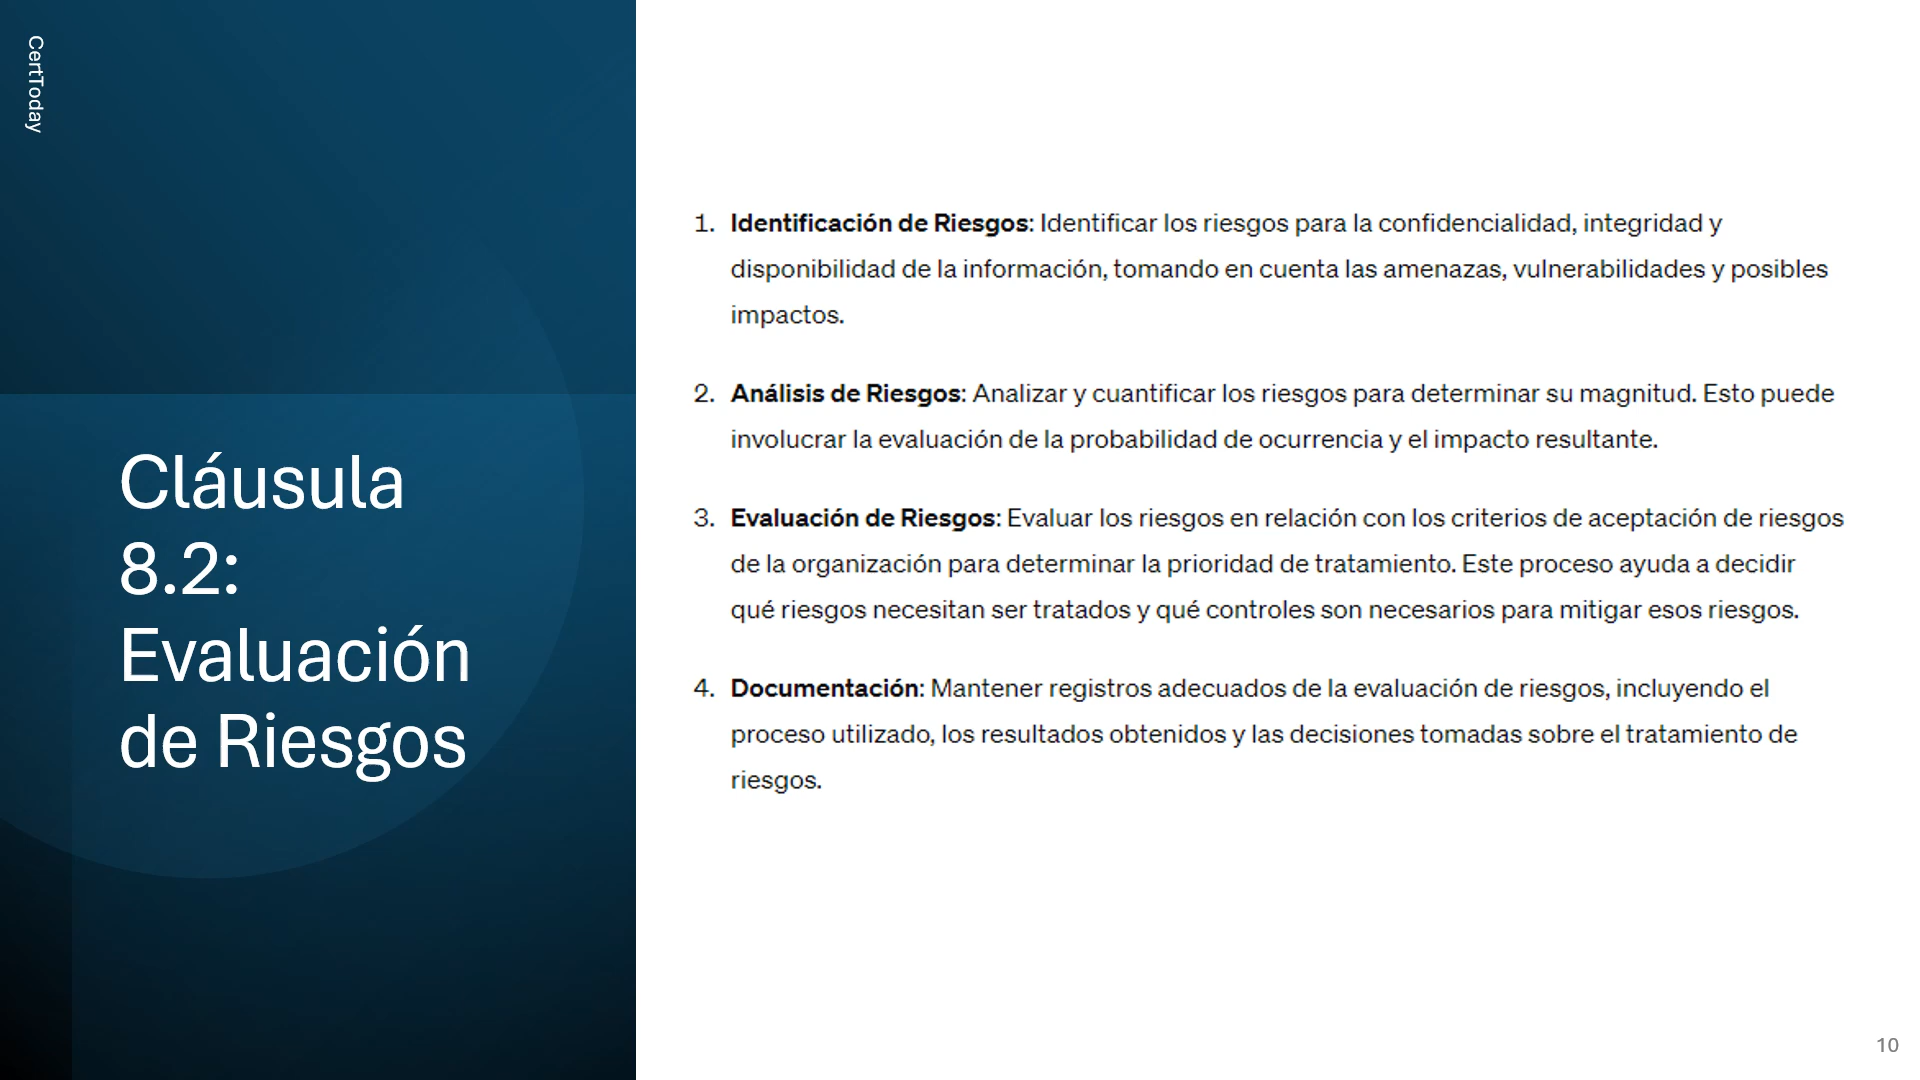 CertToday
Cláusula
8.2:
Evaluación
de Riesgos
1. Identificación de Riesgos: Identificar los riesgos para la confidencialidad, integridad y
disponibilidad de la información, tomando en cuenta las amenazas, vulnerabilidades y posibles
impactos.
2. Análisis de Riesgos: Analizar y cuantificar los riesgos para determinar su magnitud. Esto puede
involucrar la evaluación de la probabilidad de ocurrencia y el impacto resultante.
3. Evaluación de Riesgos: Evaluar los riesgos en relación con los criterios de aceptación de riesgos
de la organización para determinar la prioridad de tratamiento. Este proceso ayuda a decidir
qué riesgos necesitan ser tratados y qué controles son necesarios para mitigar esos riesgos.
4. Documentación: Mantener registros adecuados de la evaluación de riesgos, incluyendo el
proceso utilizado, los resultados obtenidos y las decisiones tomadas sobre el tratamiento de
riesgos.
10